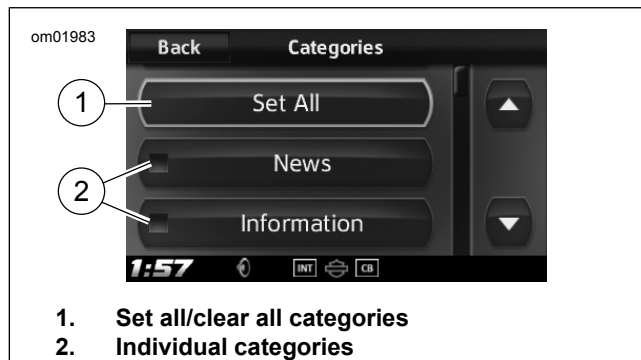 om01983
Back Categories
1 Set All
News
2
Information
1:57 INT CB
1. Set all/clear all categories
2. Individual categories